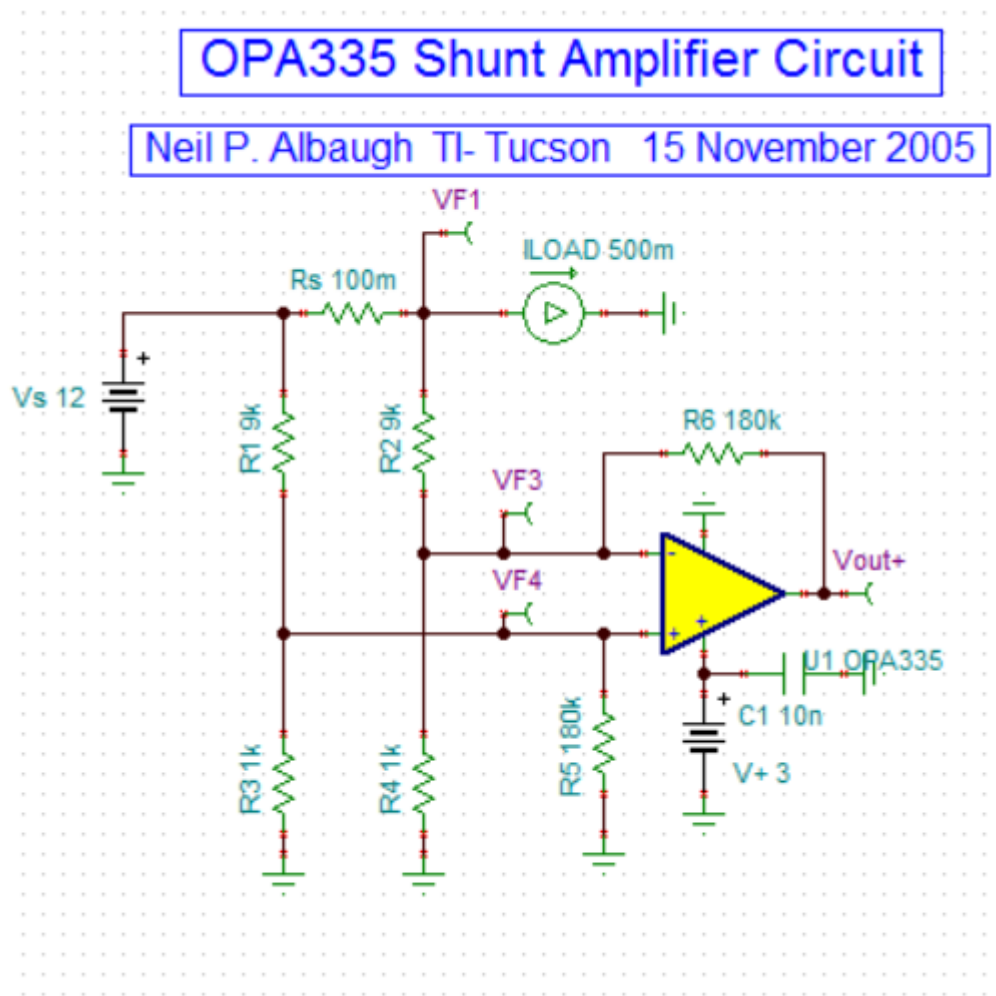 OPA335 Shunt Amplifier Circuit
Neil P. Albaugh TI- Tucson 15 November 2005
VF1
ILOAD 500m
Rs 100m
Vs 12
+
R1 9k
R2 9k
R6 180k
VF3
-
Vout+
VF4
+
+
U1 OPA335
+
C1 10n
V+ 3
R3 1k
R4 1k
R5 180k